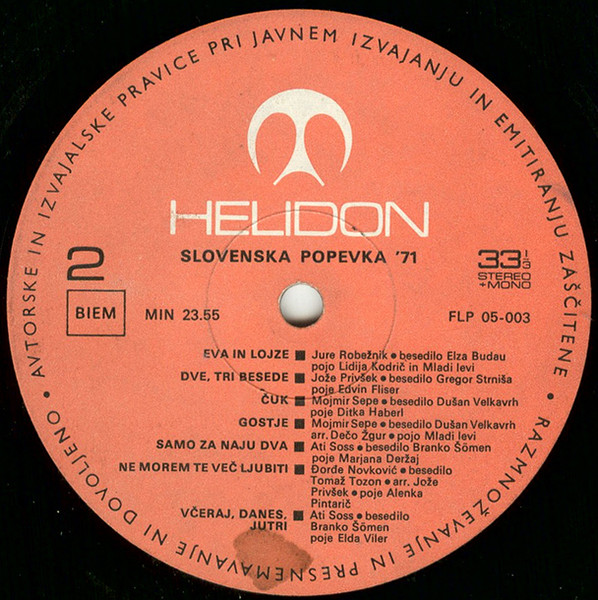 AVTORSKE IN IZVAJALSKE PRAVICE PRI JAVNEM IZVAJANJU IN EMITIRANJU ZAŠČITENE • RAZMNOŽEVANJE IN PRESNEMAVANJE NI DOVOLJENO •
HELIDON
SLOVENSKA POPEVKA '71
2
33 1/3
STEREO
+MONO
BIEM
MIN 23.55
FLP 05-003
EVA IN LOJZE ■ Jure Robežnik • besedilo Elza Budau
pojo Lidija Kodrič in Mladi levi
DVE, TRI BESEDE ■ Jože Privšek • besedilo Gregor Strniša
poje Edvin Fliser
ČUK ■ Mojmir Sepe • besedilo Dušan Velkavrh
poje Ditka Haberl
GOSTJE ■ Mojmir Sepe • besedilo Dušan Velkavrh
arr. Dečo Žgur • pojo Mladi levi
SAMO ZA NAJU DVA ■ Ati Soss • besedilo Branko Šömen
poje Marjana Deržaj
NE MOREM TE VEČ LJUBITI ■ Đorđe Novković • besedilo
Tomaž Tozon • arr. Jože
Privšek • poje Alenka
Pintarič
VČERAJ, DANES, ■ Ati Soss • besedilo
JUTRI Branko Šömen
poje Elda Viler